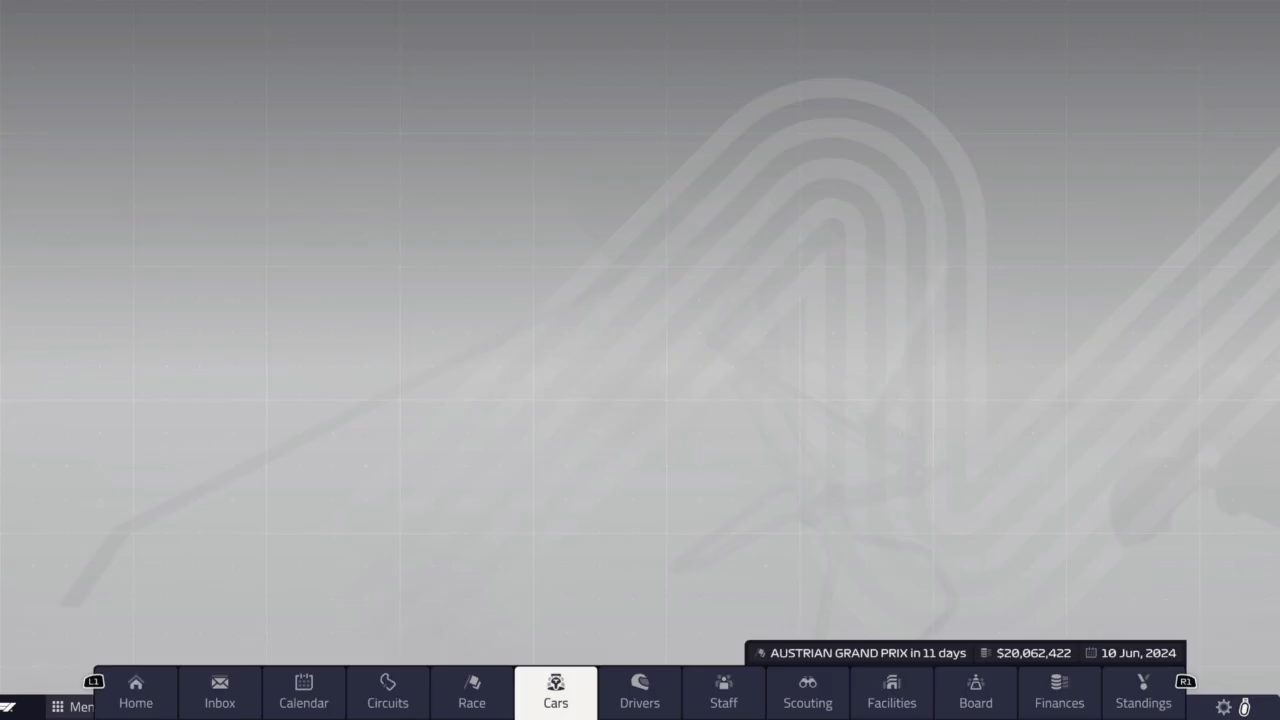 AUSTRIAN GRAND PRIX in 11 days $20,062,422 10 Jun, 2024
L1 R1
Men Home Inbox Calendar Circuits Race Cars Drivers Staff Scouting Facilities Board Finances Standings